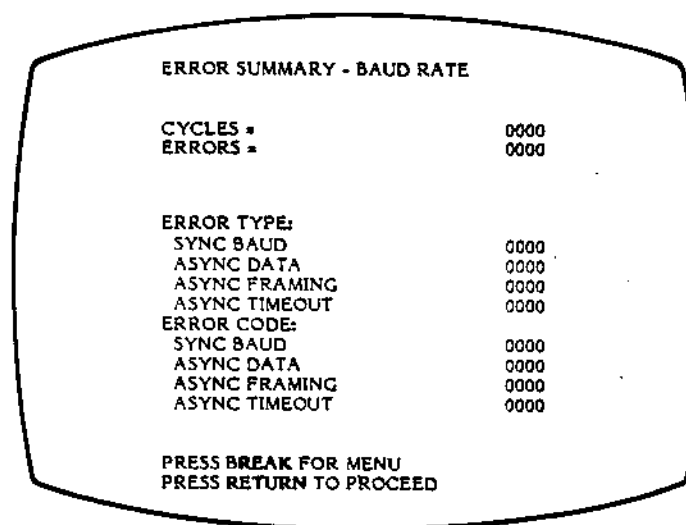 ERROR SUMMARY - BAUD RATE
CYCLES = 0000
ERRORS = 0000
ERROR TYPE:
SYNC BAUD 0000
ASYNC DATA 0000
ASYNC FRAMING 0000
ASYNC TIMEOUT 0000
ERROR CODE:
SYNC BAUD 0000
ASYNC DATA 0000
ASYNC FRAMING 0000
ASYNC TIMEOUT 0000
PRESS BREAK FOR MENU
PRESS RETURN TO PROCEED